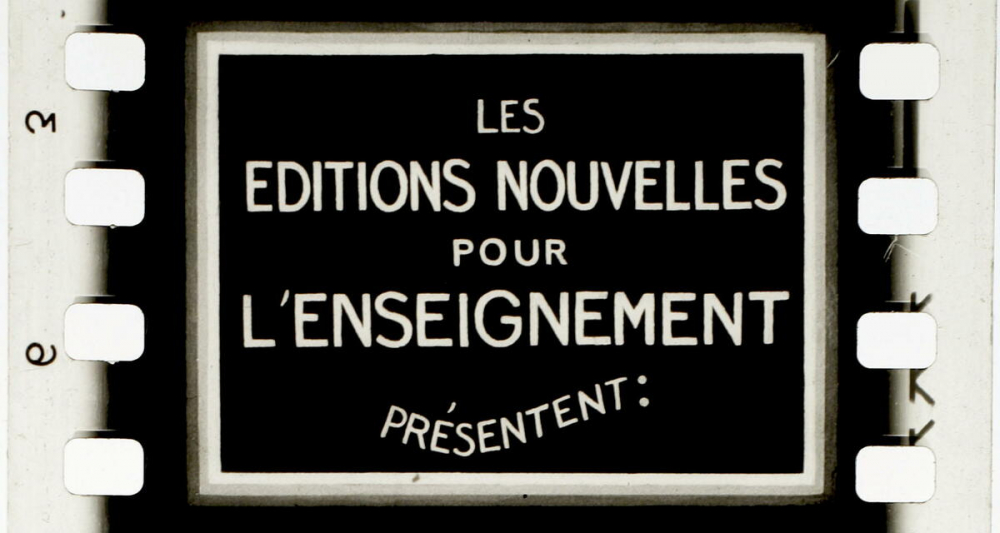 LES
EDITIONS NOUVELLES
POUR
L'ENSEIGNEMENT
PRÉSENTENT: